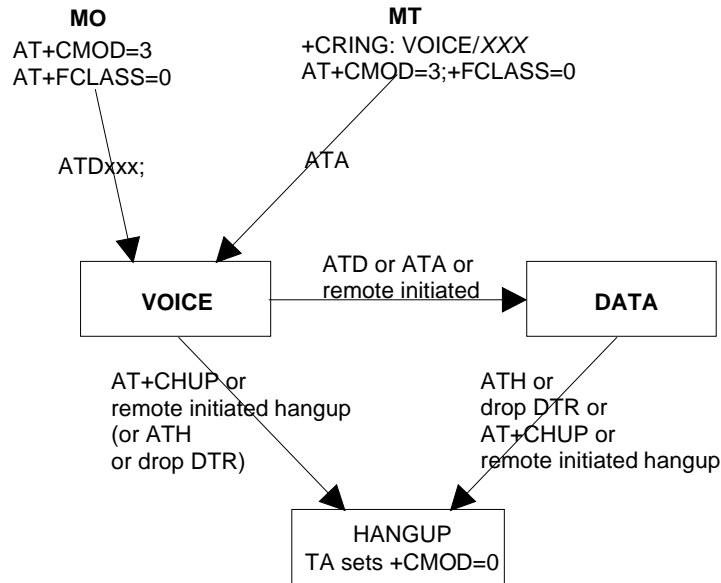 MO
AT+CMOD=3
AT+FCLASS=0
MT
+CRING: VOICE/XXX
AT+CMOD=3;+FCLASS=0
ATDxxx;
ATA
VOICE
ATD or ATA or
remote initiated
DATA
AT+CHUP or
remote initiated hangup
(or ATH
or drop DTR)
ATH or
drop DTR or
AT+CHUP or
remote initiated hangup
HANGUP
TA sets +CMOD=0